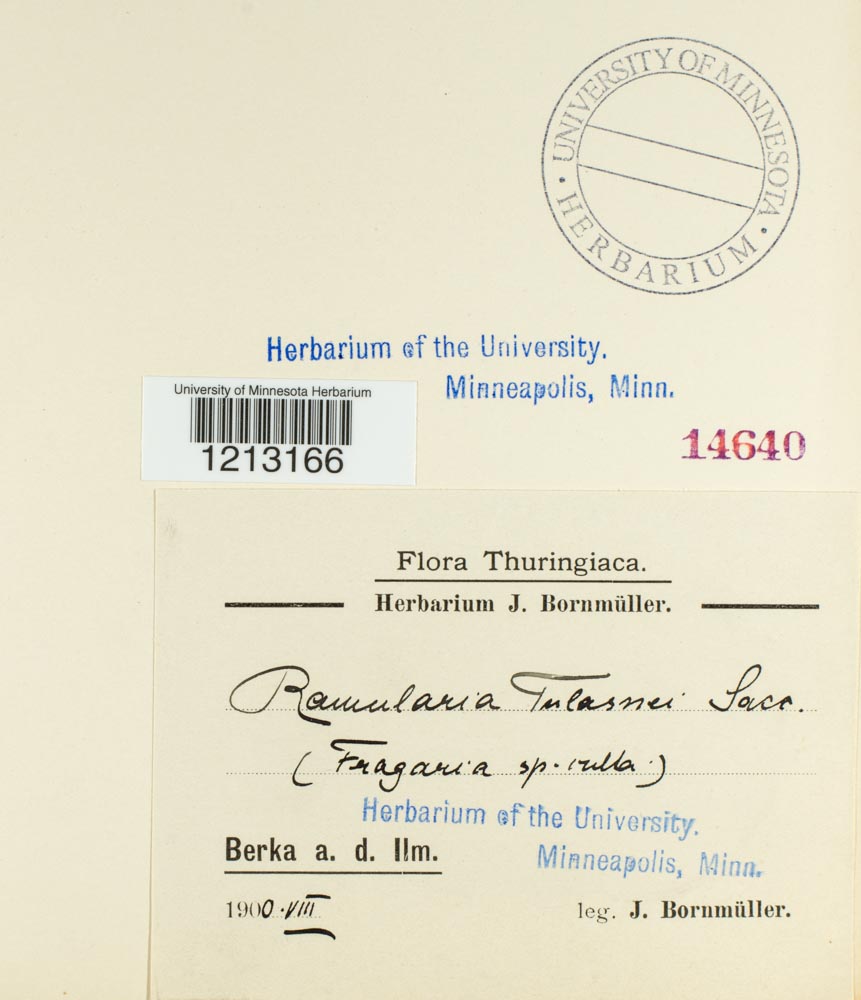 UNIVERSITY OF MINNESOTA
· HERBARIUM ·
Herbarium of the University.
Minneapolis, Minn.
University of Minnesota Herbarium
1213166
14640
Flora Thuringiaca.
Herbarium J. Bornmüller.
Ramularia Tulasnei Sacc.
(Fragaria sp. culta.)
Herbarium of the University.
Minneapolis, Minn.
Berka a. d. Ilm.
1900.VIII
leg. J. Bornmüller.